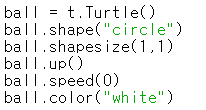 ball = t.Turtle()
ball.shape("circle")
ball.shapesize(1,1)
ball.up()
ball.speed(0)
ball.color("white")